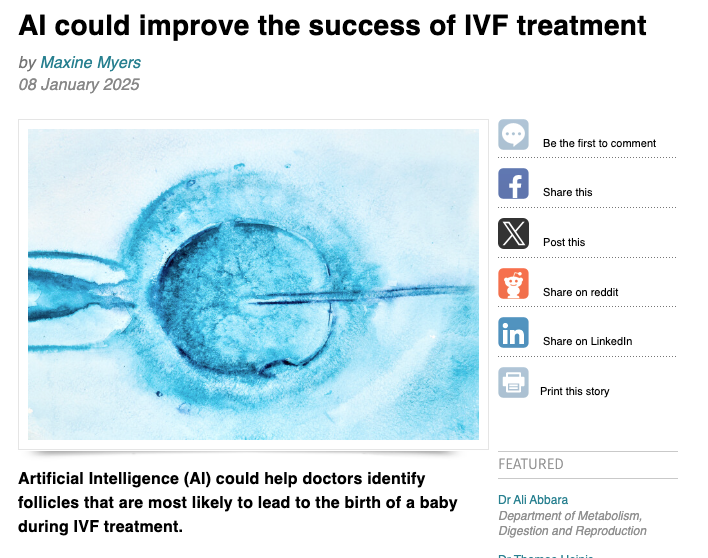 AI could improve the success of IVF treatment
by Maxine Myers
08 January 2025
Be the first to comment
Share this
Post this
Share on reddit
Share on LinkedIn
Print this story
Artificial Intelligence (AI) could help doctors identify
follicles that are most likely to lead to the birth of a baby
during IVF treatment.
FEATURED
Dr Ali Abbara
Department of Metabolism,
Digestion and Reproduction